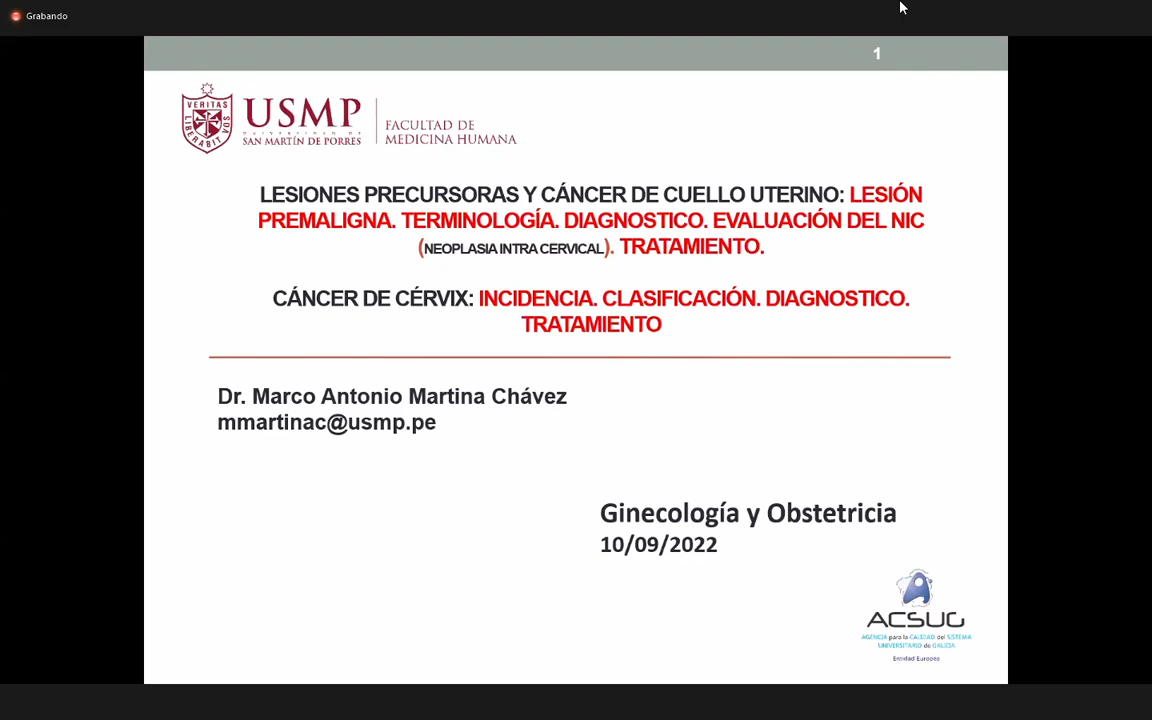 Grabando
1
VERITAS
LIBERABIT
VOS
USMP
UNIVERSIDAD DE
SAN MARTÍN DE PORRES
FACULTAD DE
MEDICINA HUMANA
LESIONES PRECURSORAS Y CÁNCER DE CUELLO UTERINO: LESIÓN
PREMALIGNA. TERMINOLOGÍA. DIAGNOSTICO. EVALUACIÓN DEL NIC
(NEOPLASIA INTRA CERVICAL). TRATAMIENTO.
CÁNCER DE CÉRVIX: INCIDENCIA. CLASIFICACIÓN. DIAGNOSTICO.
TRATAMIENTO
Dr. Marco Antonio Martina Chávez
mmartinac@usmp.pe
Ginecología y Obstetricia
10/09/2022
ACSUG
AGENCIA para la CALIDAD del SISTEMA
UNIVERSITARIO de GALICIA
Entidad Europea